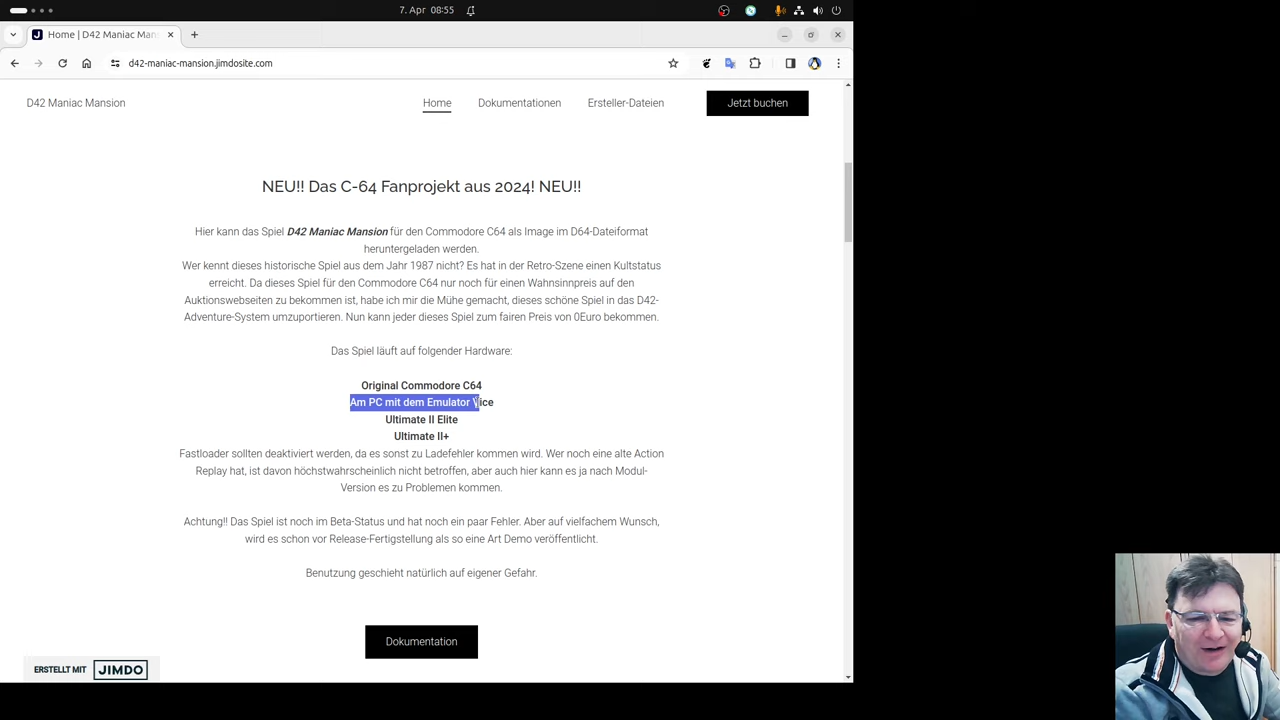 7. Apr 08:55
Home | D42 Maniac Man
d42-maniac-mansion.jimdosite.com
D42 Maniac Mansion
Home
Dokumentationen
Ersteller-Dateien
Jetzt buchen
NEU!! Das C-64 Fanprojekt aus 2024! NEU!!
Hier kann das Spiel D42 Maniac Mansion für den Commodore C64 als Image im D64-Dateiformat
heruntergeladen werden.
Wer kennt dieses historische Spiel aus dem Jahr 1987 nicht? Es hat in der Retro-Szene einen Kultstatus
erreicht. Da dieses Spiel für den Commodore C64 nur noch für einen Wahnsinnpreis auf den
Auktionswebseiten zu bekommen ist, habe ich mir die Mühe gemacht, dieses schöne Spiel in das D42-
Adventure-System umzuportieren. Nun kann jeder dieses Spiel zum fairen Preis von 0Euro bekommen.
Das Spiel läuft auf folgender Hardware:
Original Commodore C64
Am PC mit dem Emulator Vice
Ultimate II Elite
Ultimate II+
Fastloader sollten deaktiviert werden, da es sonst zu Ladefehler kommen wird. Wer noch eine alte Action
Replay hat, ist davon höchstwahrscheinlich nicht betroffen, aber auch hier kann es ja nach Modul-
Version es zu Problemen kommen.
Achtung!! Das Spiel ist noch im Beta-Status und hat noch ein paar Fehler. Aber auf vielfachem Wunsch,
wird es schon vor Release-Fertigstellung als so eine Art Demo veröffentlicht.
Benutzung geschieht natürlich auf eigener Gefahr.
Dokumentation
ERSTELLT MIT JIMDO